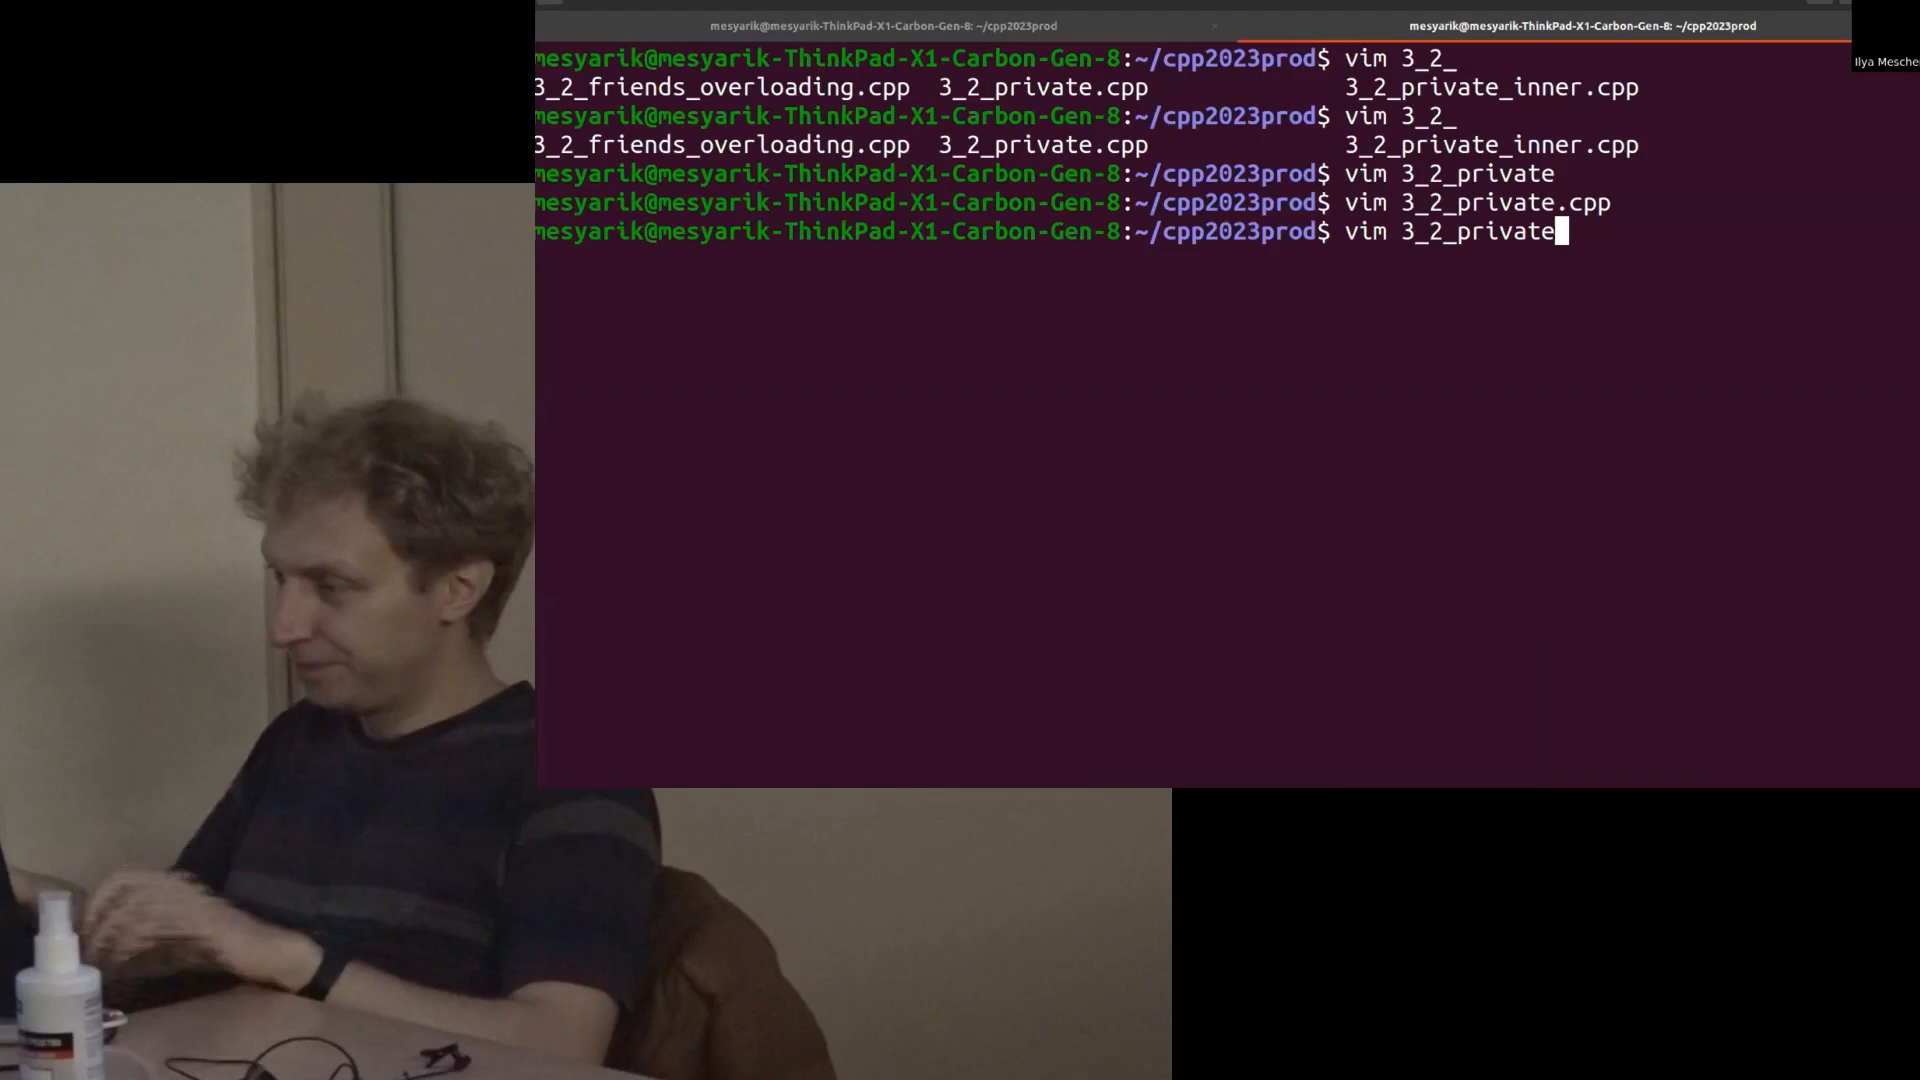 mesyarik@mesyarik-ThinkPad-X1-Carbon-Gen-8: ~/cpp2023prod
mesyarik@mesyarik-ThinkPad-X1-Carbon-Gen-8: ~/cpp2023prod
Ilya Mesche
mesyarik@mesyarik-ThinkPad-X1-Carbon-Gen-8:~/cpp2023prod$ vim 3_2_
3_2_friends_overloading.cpp 3_2_private.cpp 3_2_private_inner.cpp
mesyarik@mesyarik-ThinkPad-X1-Carbon-Gen-8:~/cpp2023prod$ vim 3_2_
3_2_friends_overloading.cpp 3_2_private.cpp 3_2_private_inner.cpp
mesyarik@mesyarik-ThinkPad-X1-Carbon-Gen-8:~/cpp2023prod$ vim 3_2_private
mesyarik@mesyarik-ThinkPad-X1-Carbon-Gen-8:~/cpp2023prod$ vim 3_2_private.cpp
mesyarik@mesyarik-ThinkPad-X1-Carbon-Gen-8:~/cpp2023prod$ vim 3_2_private